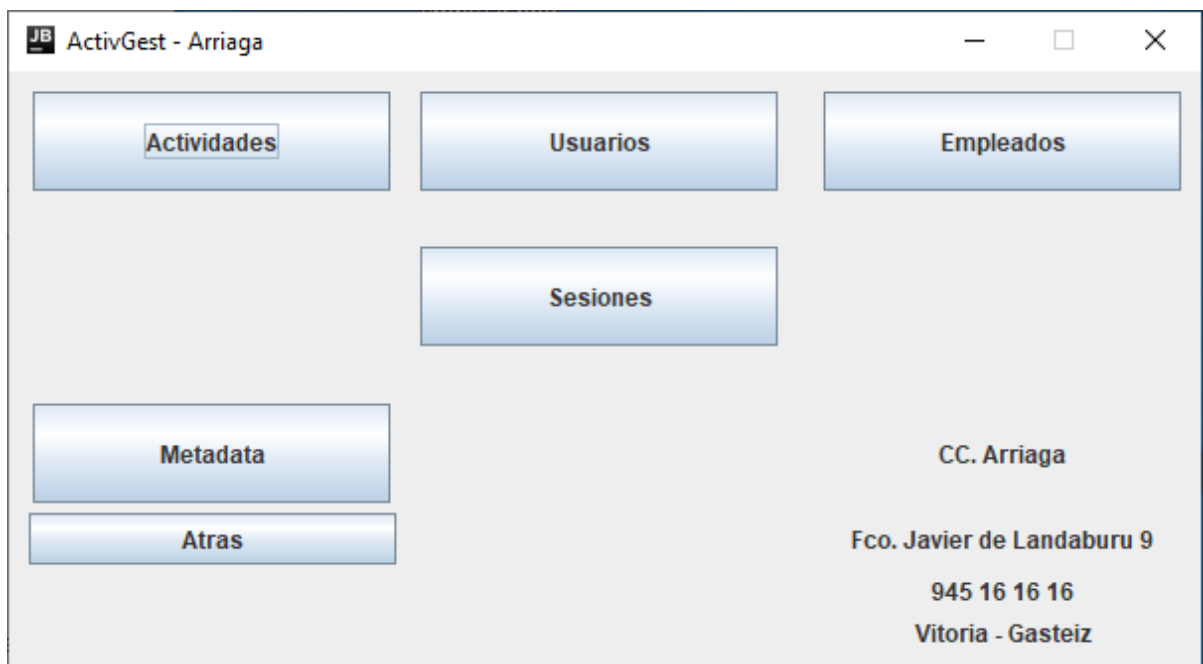 JB ActivGest - Arriaga
Actividades
Usuarios
Empleados
Sesiones
Metadata
CC. Arriaga
Atras
Fco. Javier de Landaburu 9
945 16 16 16
Vitoria - Gasteiz